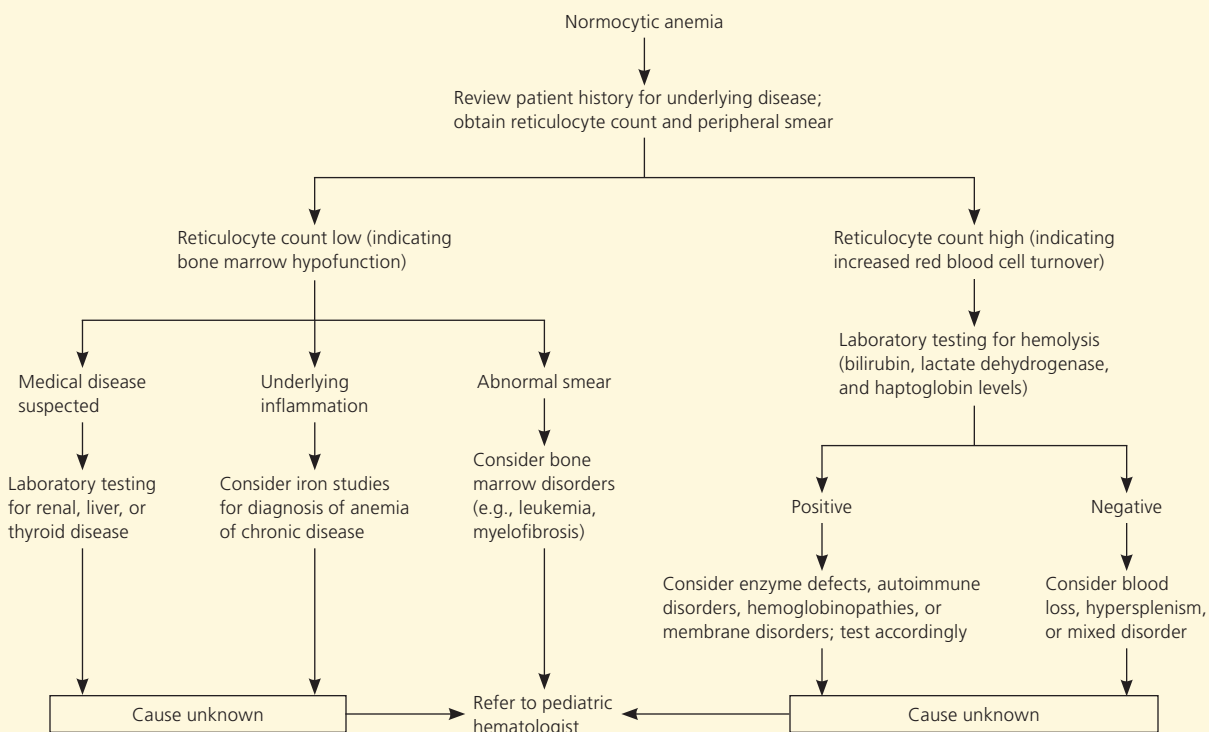 Normocytic anemia
Review patient history for underlying disease;
obtain reticulocyte count and peripheral smear
Reticulocyte count low (indicating
bone marrow hypofunction)
Reticulocyte count high (indicating
increased red blood cell turnover)
Laboratory testing for hemolysis
(bilirubin, lactate dehydrogenase,
and haptoglobin levels)
Medical disease
suspected
Underlying
inflammation
Abnormal smear
Laboratory testing
for renal, liver, or
thyroid disease
Consider iron studies
for diagnosis of anemia
of chronic disease
Consider bone
marrow disorders
(e.g., leukemia,
myelofibrosis)
Positive
Negative
Consider enzyme defects, autoimmune
disorders, hemoglobinopathies, or
membrane disorders; test accordingly
Consider blood
loss, hypersplenism,
or mixed disorder
Cause unknown
Refer to pediatric
hematologist
Cause unknown